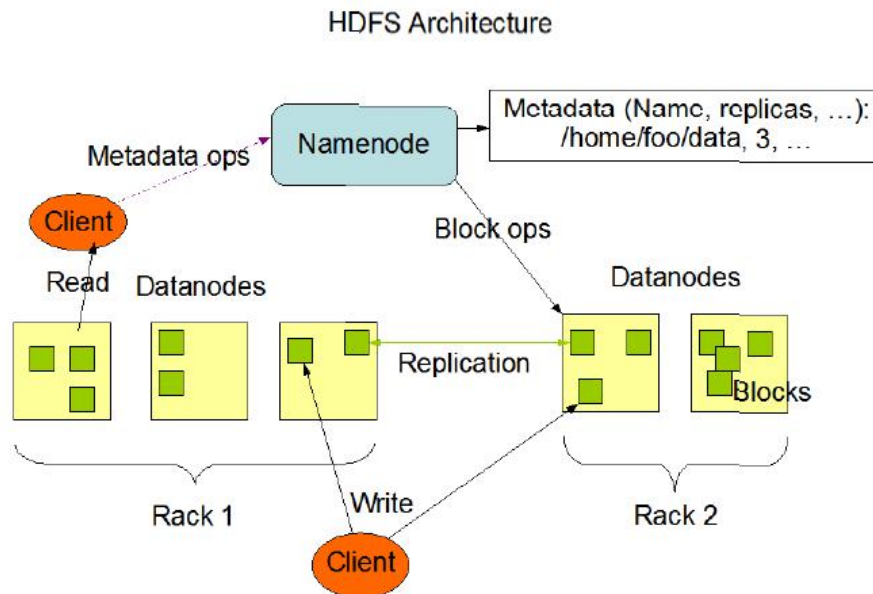 HDFS Architecture
Metadata (Name, replicas, …):
/home/foo/data, 3, …
Namenode
Metadata ops
Client
Block ops
Read
Datanodes
Datanodes
Replication
Blocks
Rack 1
Write
Rack 2
Client